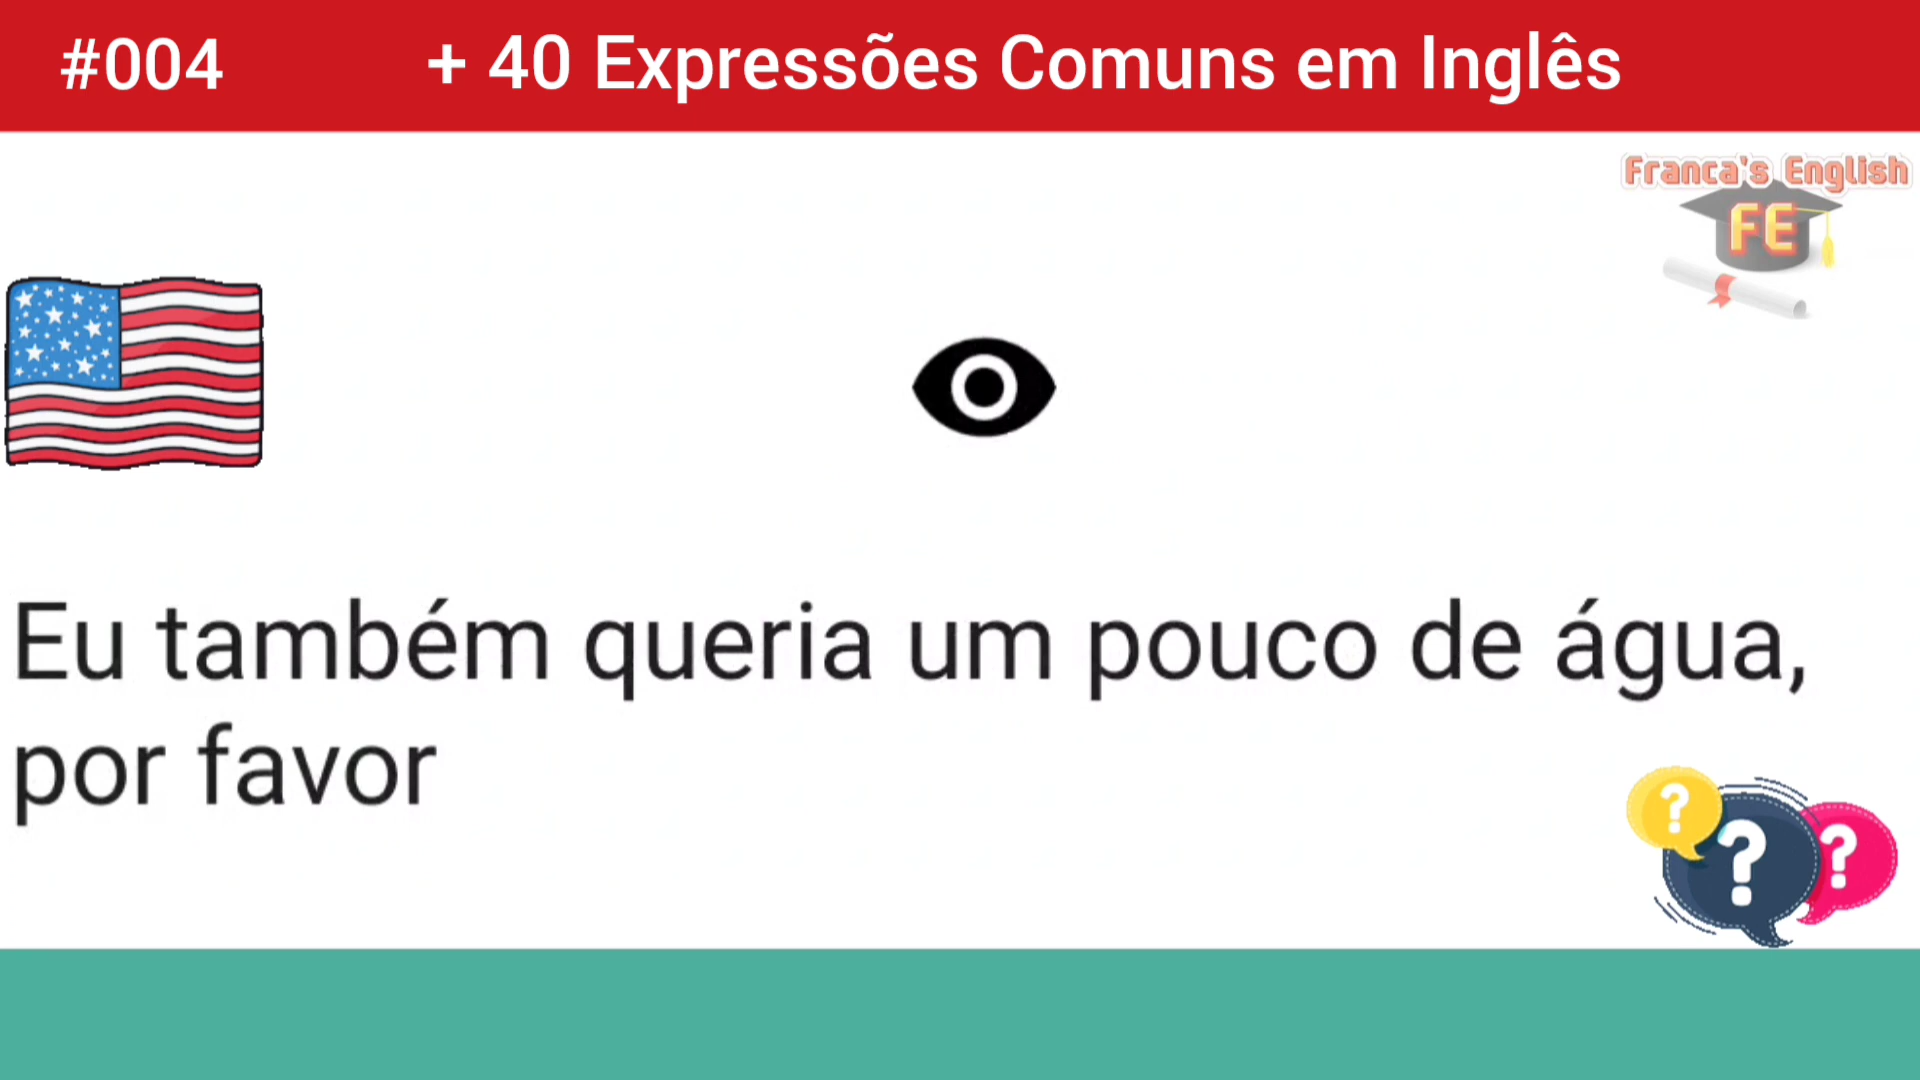 #004 + 40 Expressões Comuns em Inglês
Franca's English
FE
Eu também queria um pouco de água,
por favor
? ? ?